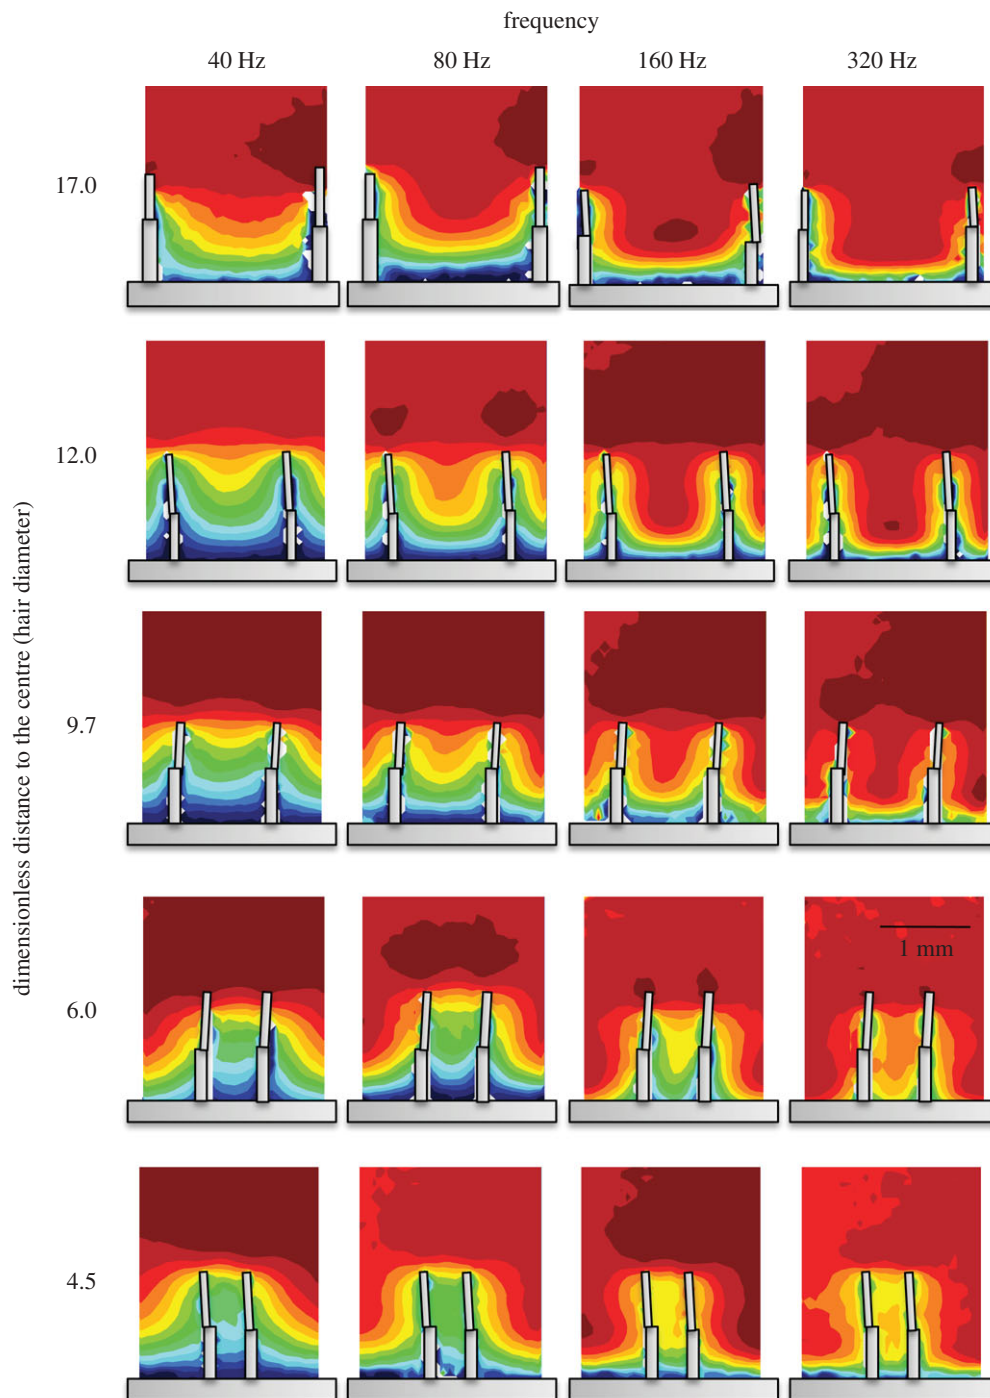 frequency
40 Hz 80 Hz 160 Hz 320 Hz
dimensionless distance to the centre (hair diameter)
17.0
12.0
9.7
6.0
1 mm
4.5